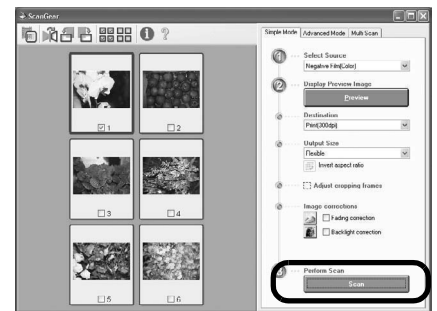 ScanGear
Simple Mode Advanced Mode Multi Scan
1 Select Source
Negative Film(Color)
2 Display Preview Image
Preview
Destination
Print(300dpi)
Output Size
Flexible
Invert aspect ratio
Adjust cropping frames
Image corrections
Fading correction
Backlight correction
Perform Scan
Scan
1 2
3 4
5 6